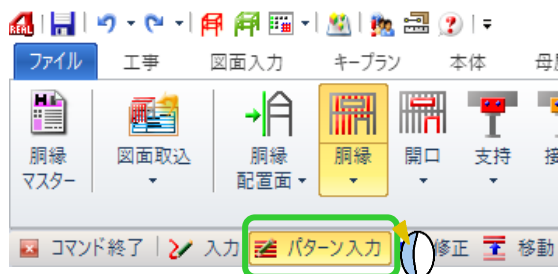 REAL
ファイル 工事 図面入力 キープラン 本体
胴縁 図面取込 胴縁 胴縁 開口 支持
マスター 配置面
コマンド終了 入力 パターン入力 修正 移動